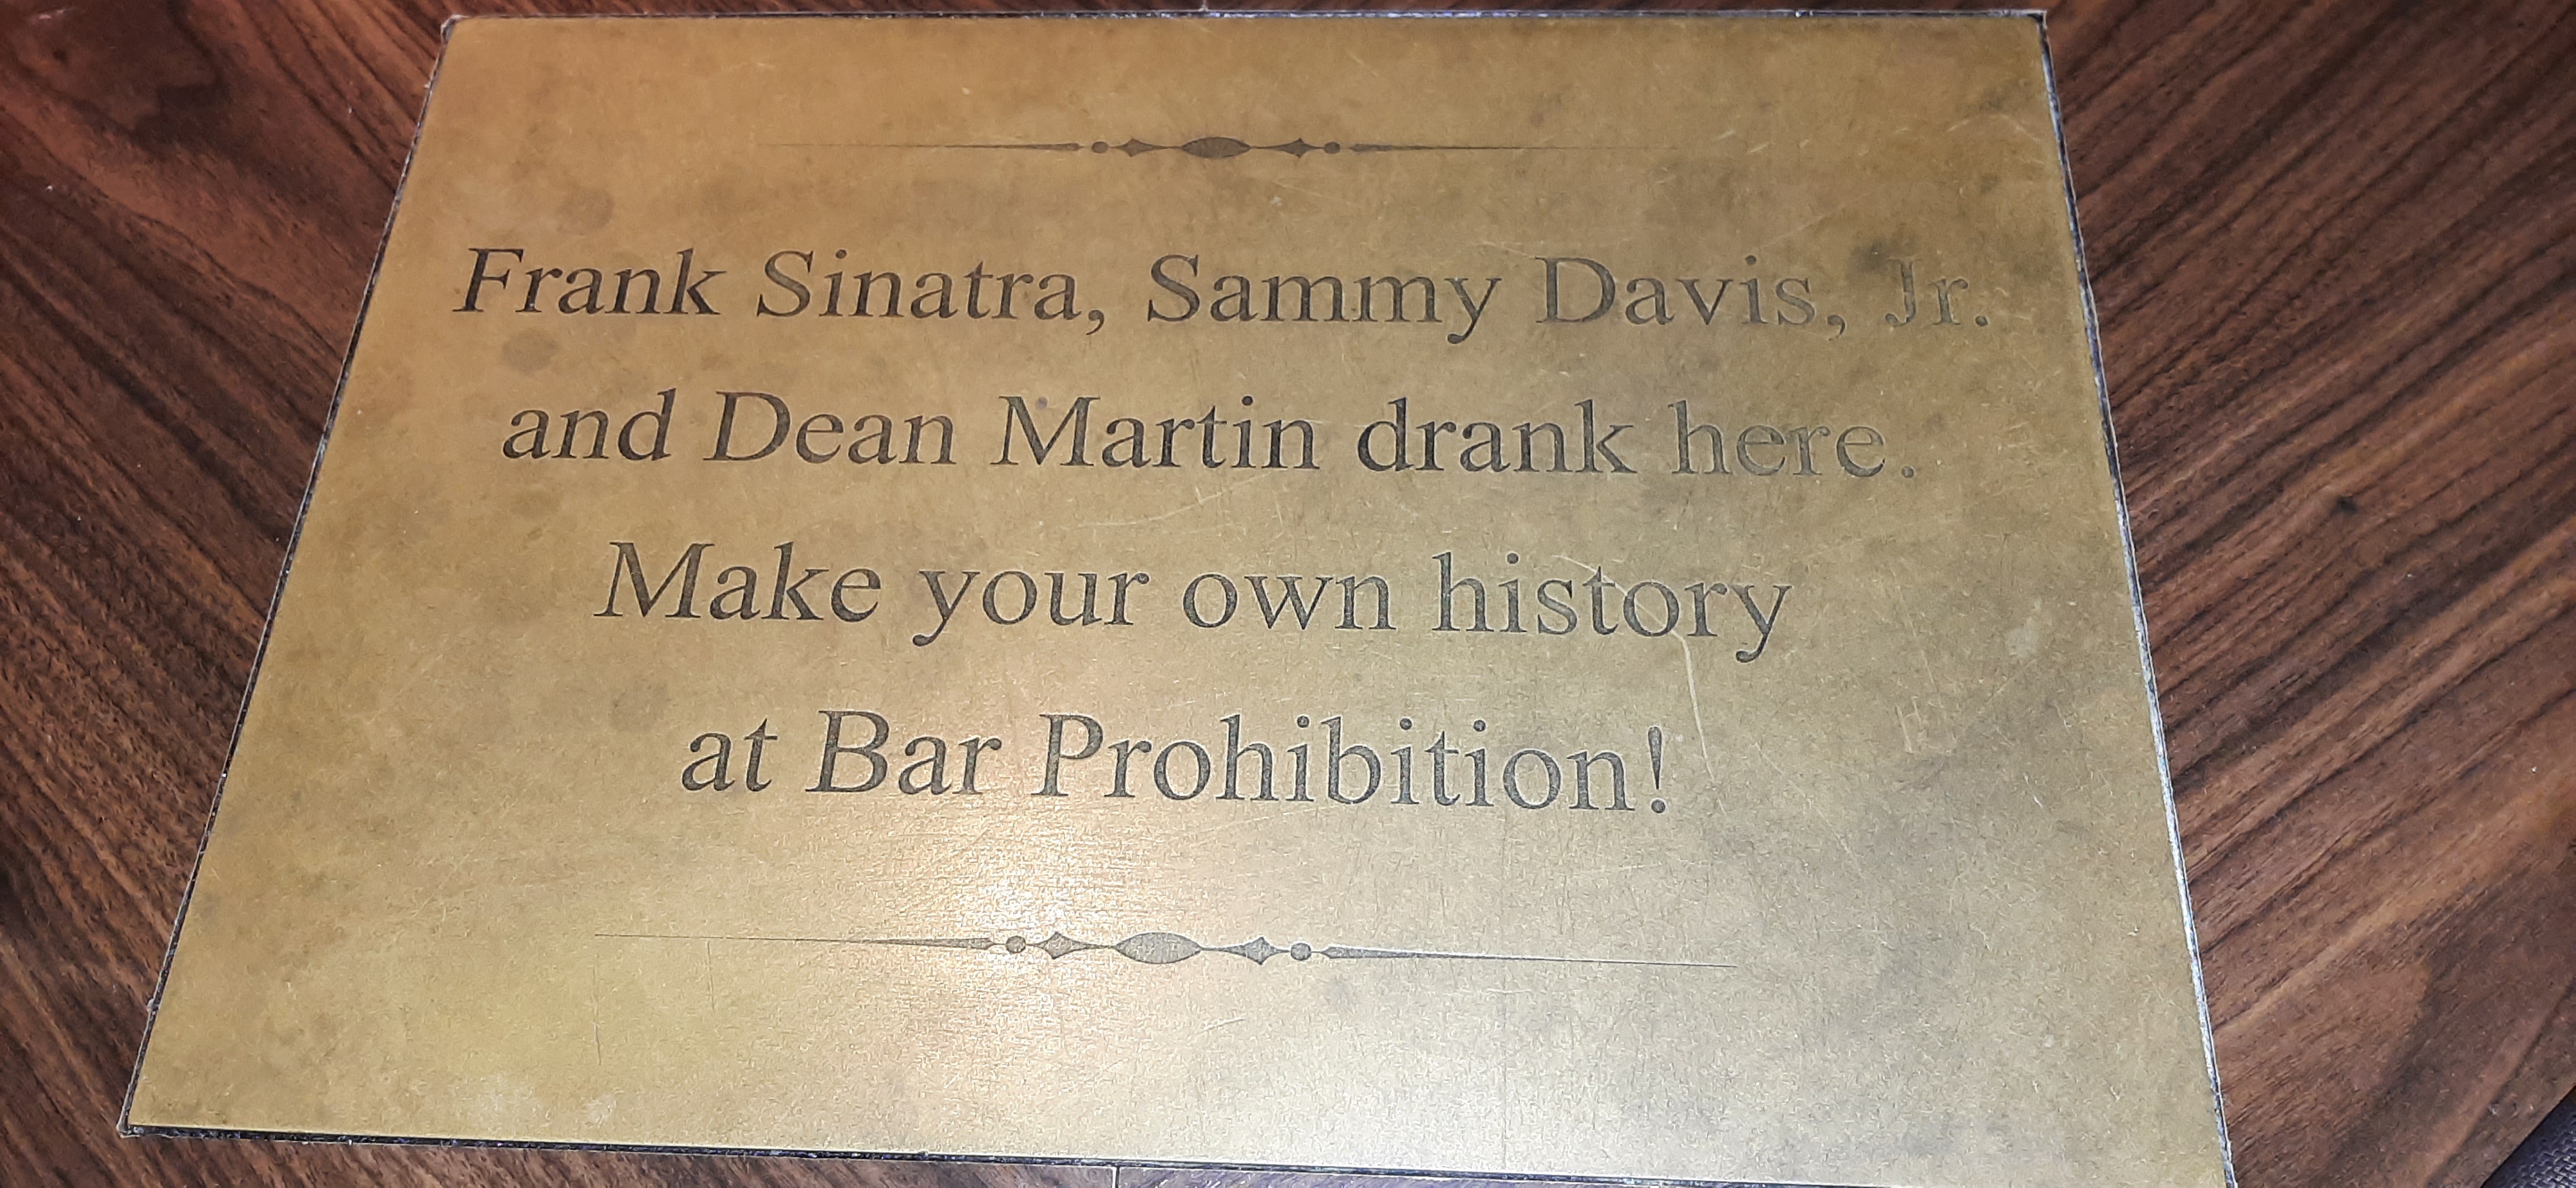 Frank Sinatra, Sammy Davis, Jr.
and Dean Martin drank here.
Make your own history
at Bar Prohibition!